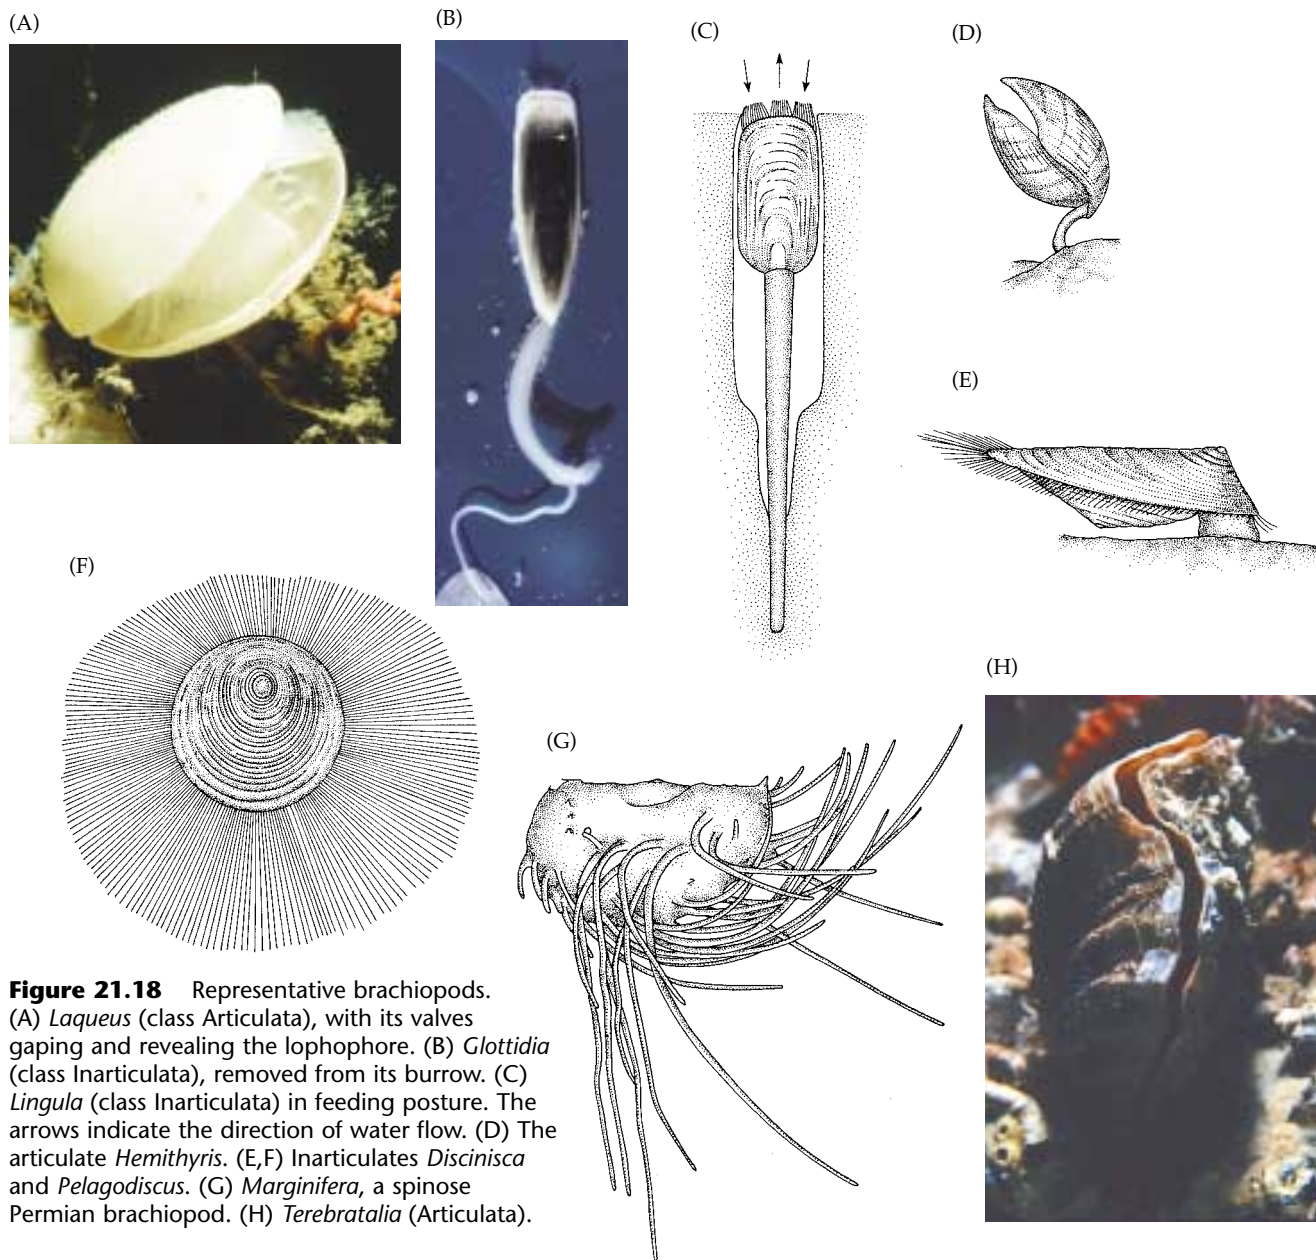 (A)
(B)
(C)
(D)
(E)
(F)
(G)
(H)
Figure 21.18 Representative brachiopods.
(A) Laqueus (class Articulata), with its valves
gaping and revealing the lophophore. (B) Glottidia
(class Inarticulata), removed from its burrow. (C)
Lingula (class Inarticulata) in feeding posture. The
arrows indicate the direction of water flow. (D) The
articulate Hemithyris. (E,F) Inarticulates Discinisca
and Pelagodiscus. (G) Marginifera, a spinose
Permian brachiopod. (H) Terebratalia (Articulata).